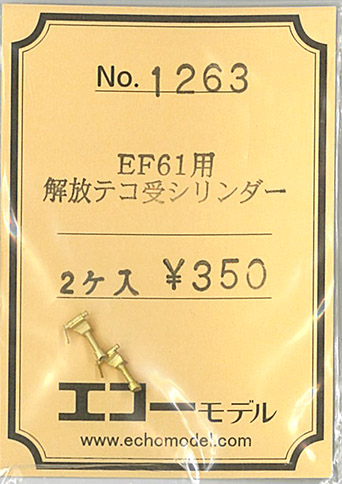 No. 1263
EF61用
解放テコ受シリンダー
2ケ入 ¥350
エコーモデル
www.echomodel.com